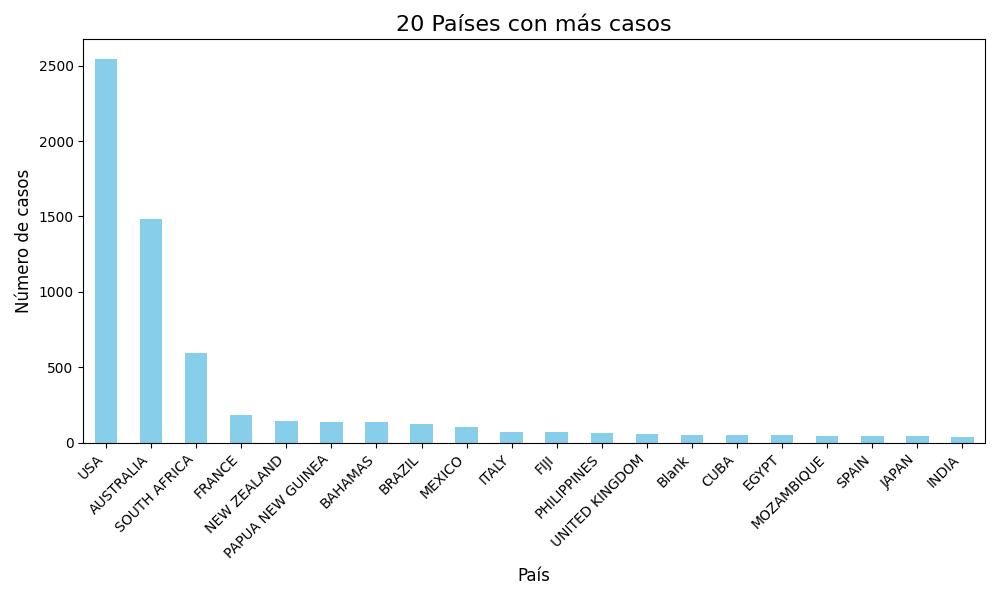 20 Países con más casos
Número de casos
2500
2000
1500
1000
500
0
USA
AUSTRALIA
SOUTH AFRICA
FRANCE
NEW ZEALAND
PAPUA NEW GUINEA
BAHAMAS
BRAZIL
MEXICO
ITALY
FIJI
PHILIPPINES
UNITED KINGDOM
Blank
CUBA
EGYPT
MOZAMBIQUE
SPAIN
JAPAN
INDIA
País